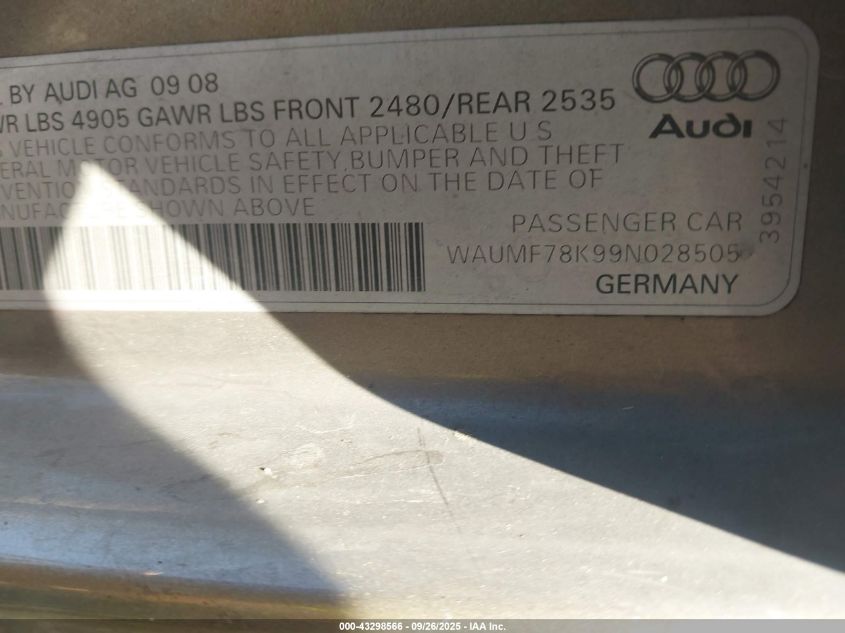 BY AUDI AG 09 08
LBS 4905 GAWR LBS FRONT 2480/REAR 2535
VEHICLE CONFORMS TO ALL APPLICABLE U S
MOTOR VEHICLE SAFETY, BUMPER AND THEFT
STANDARDS IN EFFECT ON THE DATE OF
SHOWN ABOVE
PASSENGER CAR
WAUMF78K99N028505
GERMANY
Audi
3954214
000-43298566 - 09/26/2025 - IAA Inc.